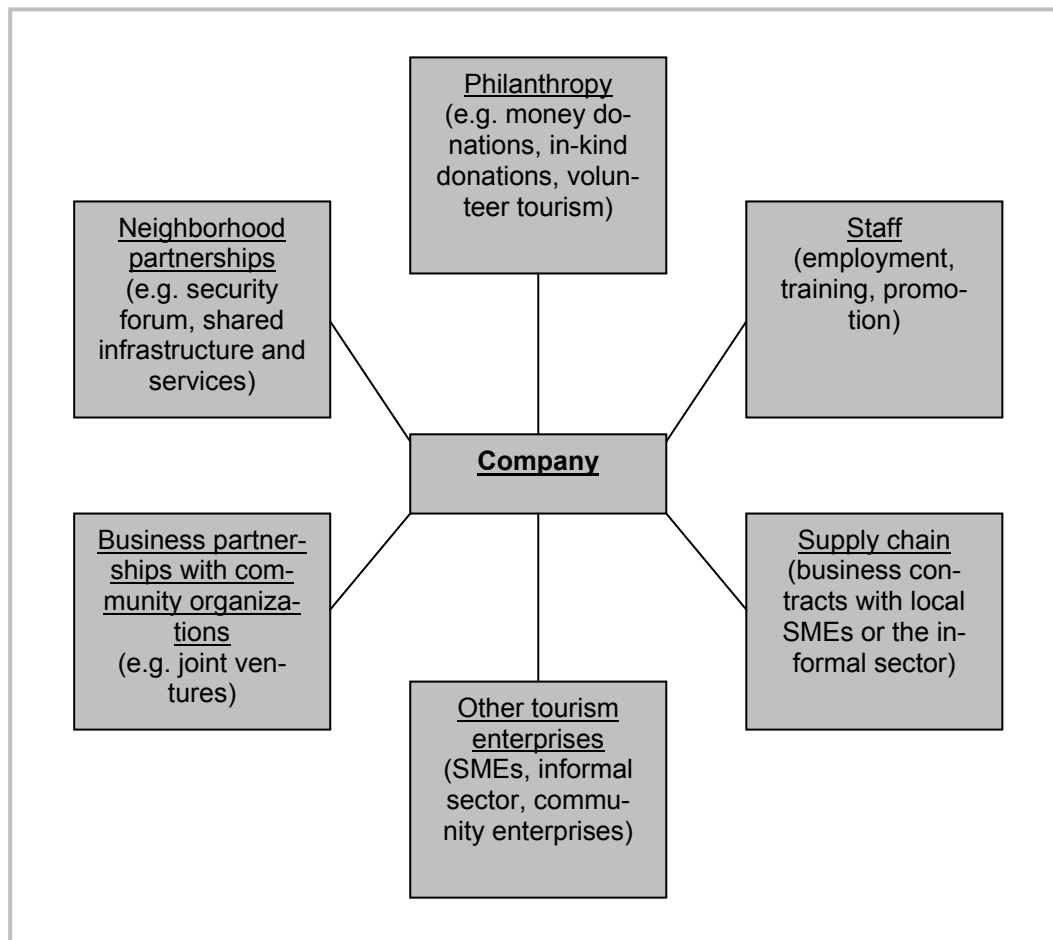 Philanthropy
(e.g. money do-
nations, in-kind
donations, volun-
teer tourism)
Neighborhood
partnerships
(e.g. security
forum, shared
infrastructure and
services)
Staff
(employment,
training, promo-
tion)
Company
Business partner-
ships with com-
munity organiza-
tions
(e.g. joint ven-
tures)
Supply chain
(business con-
tracts with local
SMEs or the in-
formal sector)
Other tourism
enterprises
(SMEs, informal
sector, commu-
nity enterprises)